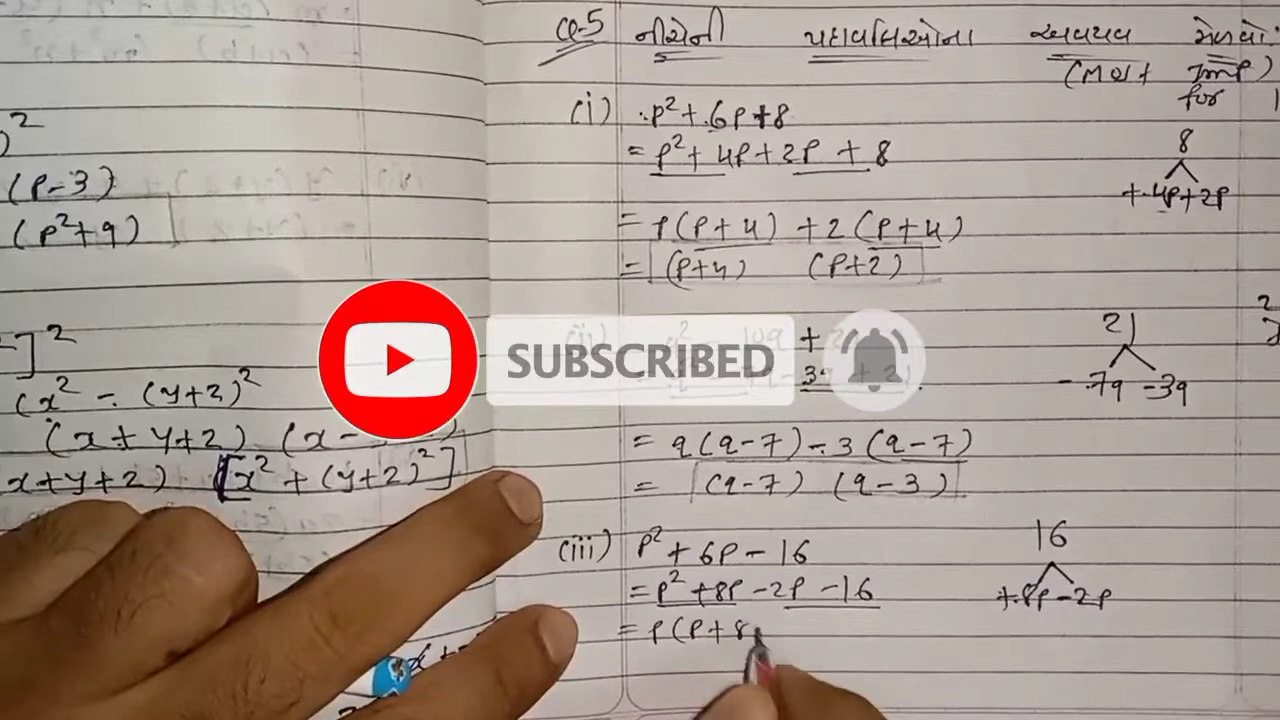 )²
(P-3)
(P²+9)
]²
(x² - (y+2)²
(x+y+2) (x-
x+y+2) [x² + (y+2)²]
Q-5 નીચેની પદાવલિઓના અવયવ મેળવો:
(Most Imp)
for
(i) P² + 6P + 8
= P² + 4P + 2P + 8
8
+4P+2P
= P(P+4) + 2(P+4)
= (P+4) (P+2)
21
-7q -3q
SUBSCRIBED
= q(q-7) - 3(q-7)
= (q-7) (q-3)
(iii) P² + 6P - 16
= P² + 8P - 2P - 16
= P(P+8
16
+8P-2P